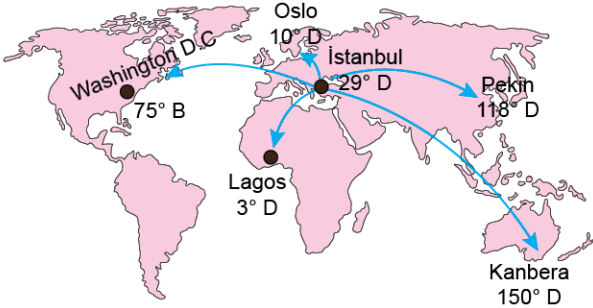 Oslo
10° D
Washington D.C
75° B
İstanbul
29° D
Pekin
118° D
Lagos
3° D
Kanbera
150° D